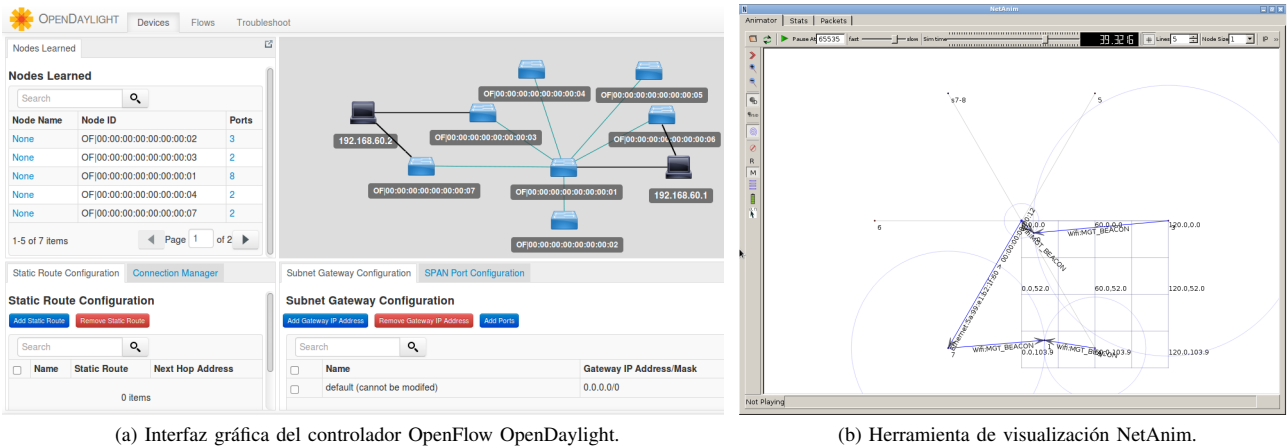 OPENDAYLIGHT Devices Flows Troubleshoot
Nodes Learned
Nodes Learned
Search
Node Name Node ID Ports
None OF|00:00:00:00:00:00:00:02 3
None OF|00:00:00:00:00:00:00:03 2
None OF|00:00:00:00:00:00:00:01 8
None OF|00:00:00:00:00:00:00:04 2
None OF|00:00:00:00:00:00:00:07 2
1-5 of 7 items Page 1 of 2
OF|00:00:00:00:00:00:00:04
OF|00:00:00:00:00:00:00:05
192.168.60.2
OF|00:00:00:00:00:00:00:03
OF|00:00:00:00:00:00:00:06
OF|00:00:00:00:00:00:00:07
OF|00:00:00:00:00:00:00:01
192.168.60.1
OF|00:00:00:00:00:00:00:02
Static Route Configuration Connection Manager
Static Route Configuration
Add Static Route Remove Static Route
Search
Name Static Route Next Hop Address
0 items
Subnet Gateway Configuration SPAN Port Configuration
Subnet Gateway Configuration
Add Gateway IP Address Remove Gateway IP Address Add Ports
Search
Name Gateway IP Address/Mask
default (cannot be modifed) 0.0.0.0/0
NetAnim
Animator Stats Packets
Pause At 65535 fast slow Sim time 39.326 Lines 5 Node Size 1 IP »
R
M
s7-8
5
6
60.0,0.0
120.0,0.0
wifi:MGT_BEACON
wifi:MGT_BEACON
0.0,52.0
60.0,52.0
120.0,52.0
7
wifi:MGT_BEACON
1
0.0,103.9
120.0,103.9
Not Playing
(a) Interfaz gráfica del controlador OpenFlow OpenDaylight.
(b) Herramienta de visualización NetAnim.